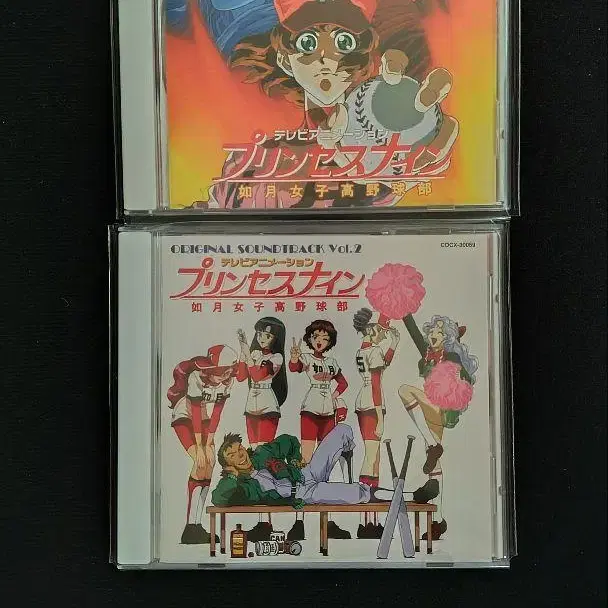 テレビアニメーション
プリンセスナイン
如月女子高野球部
ORIGINAL SOUNDTRACK Vol.2
COCX-30059
テレビアニメーション
プリンセスナイン
如月女子高野球部
5